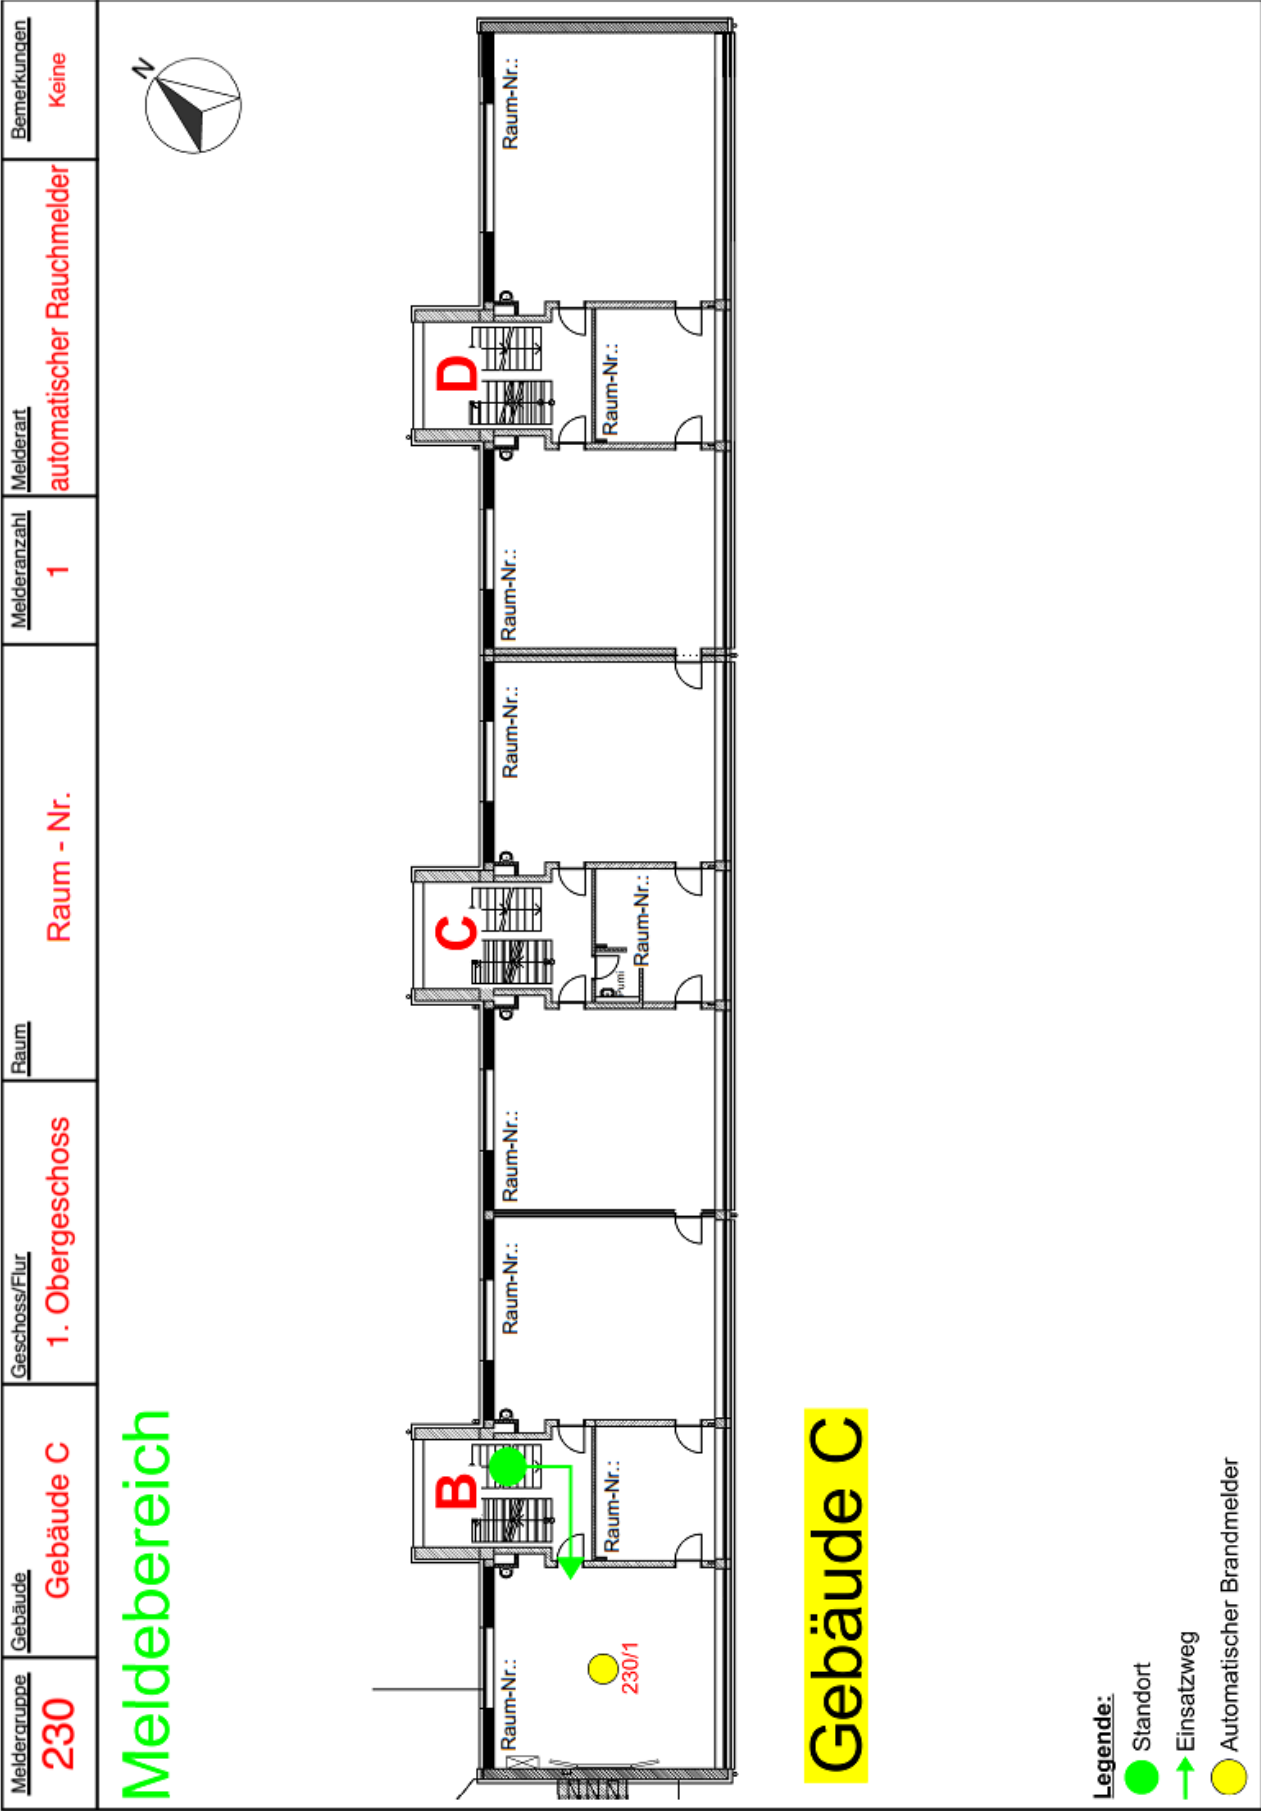 Meldergruppe
230
Gebäude
Gebäude C
Geschoss/Flur
1. Obergeschoss
Raum
Raum - Nr.
Melderanzahl
1
Melderart
automatischer Rauchmelder
Bemerkungen
Keine
Meldebereich
N
B
C
D
Raum-Nr.:
Raum-Nr.:
Raum-Nr.:
Raum-Nr.:
Raum-Nr.:
Raum-Nr.:
Raum-Nr.:
Raum-Nr.:
Raum-Nr.:
Pumi
230/1
Gebäude C
Legende:
Standort
Einsatzweg
Automatischer Brandmelder